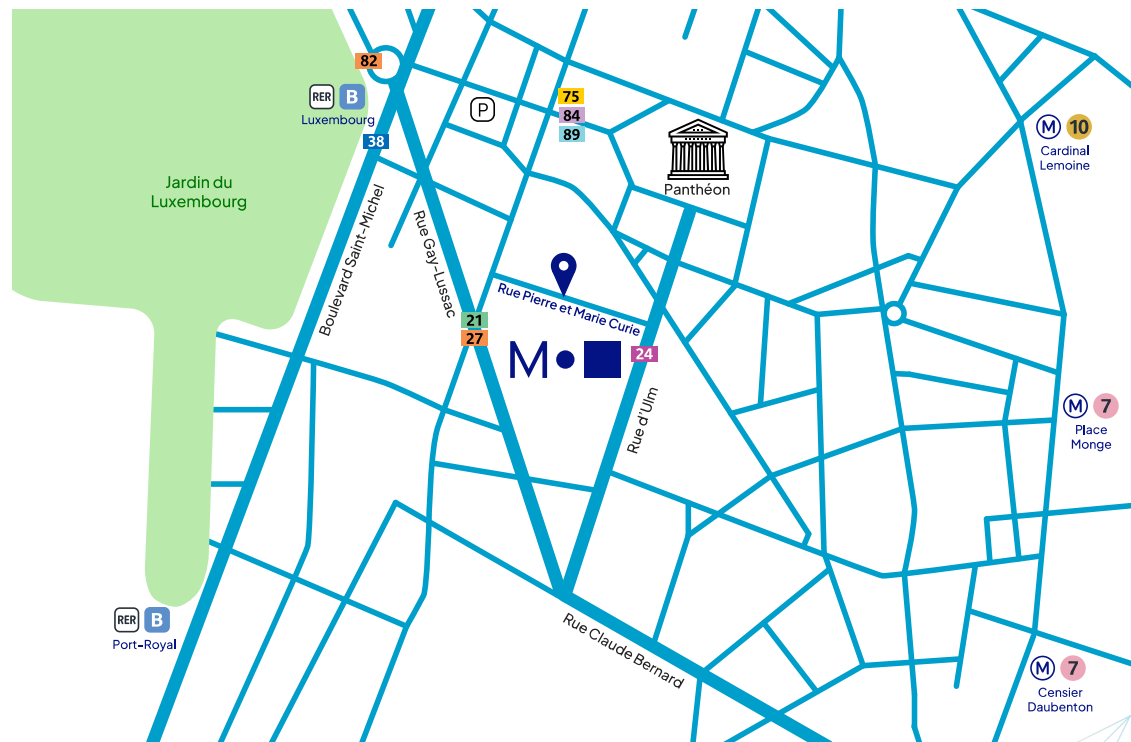 82
RER B
Luxembourg
38
P
75
84
89
Panthéon
M 10
Cardinal
Lemoine
Jardin du
Luxembourg
Boulevard Saint-Michel
Rue Gay-Lussac
Rue Pierre et Marie Curie
21
27
M
24
Rue d'Ulm
M 7
Place
Monge
RER B
Port-Royal
Rue Claude Bernard
M 7
Censier
Daubenton